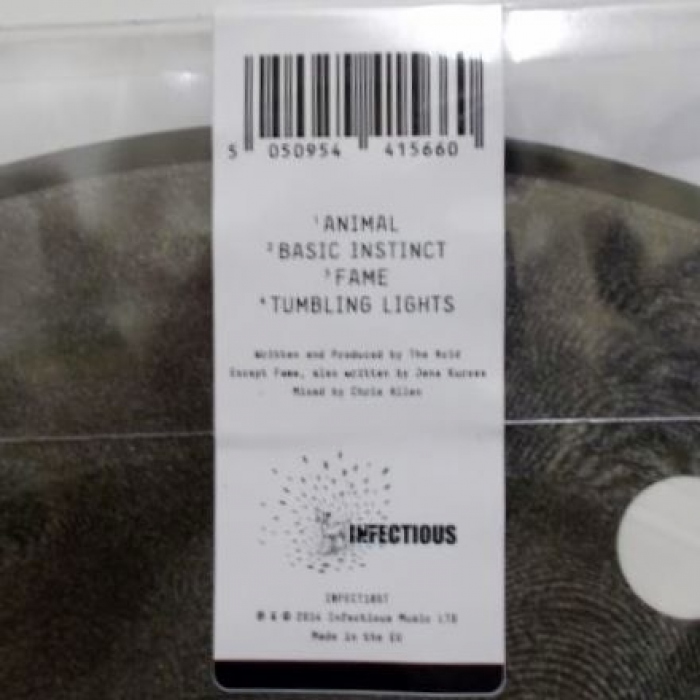 5 050954 415660
¹ANIMAL
²BASIC INSTINCT
³FAME
⁴TUMBLING LIGHTS
Written and Produced by The Acid
Except Fame, also written by Jens Kuross
Mixed by Chris Allen
INFECTIOUS
℗ & © 2014 Infectious Music LTD
Made in the EU